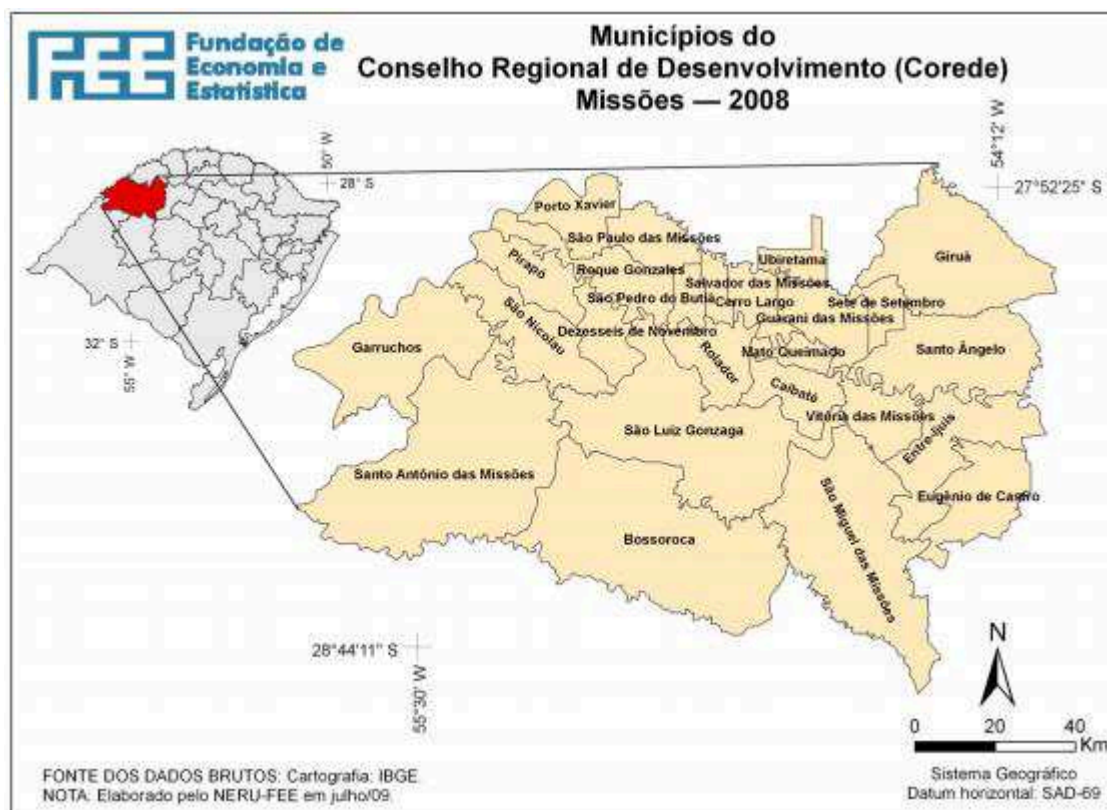 FEE
Fundação de
Economia e
Estatística
Municípios do
Conselho Regional de Desenvolvimento (Corede)
Missões — 2008
50° W
28° S
54°12' W
27°52'25" S
Porto Xavier
São Paulo das Missões
Ubiretama
Giruá
Pirapó
Roque Gonzales
Salvador das Missões
São Pedro do Butiá
Cerro Largo
Sete de Setembro
Guarani das Missões
São Nicolau
Dezesseis de Novembro
32° S
55° W
Garruchos
Rolador
Mato Queimado
Santo Ângelo
Caibaté
Vitória das Missões
São Luiz Gonzaga
Entre-Ijuís
Santo Antônio das Missões
Eugênio de Castro
São Miguel das Missões
Bossoroca
28°44'11" S
55°30' W
N
0 20 40
Km
FONTE DOS DADOS BRUTOS: Cartografia: IBGE.
NOTA: Elaborado pelo NERU-FEE em julho/09.
Sistema Geográfico
Datum horizontal: SAD-69